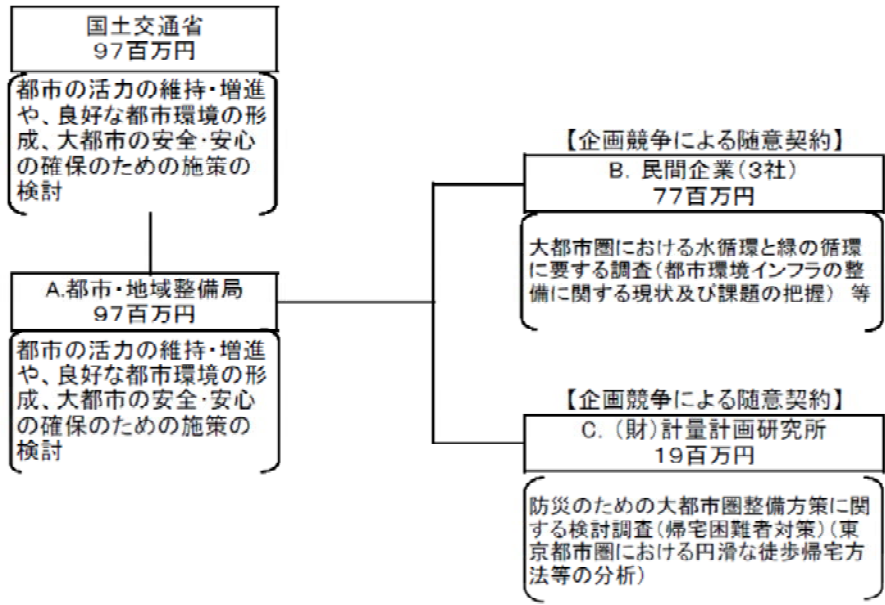 国土交通省
97百万円
都市の活力の維持・増進
や、良好な都市環境の形
成、大都市の安全・安心
の確保のための施策の
検討
A.都市・地域整備局
97百万円
都市の活力の維持・増進
や、良好な都市環境の形
成、大都市の安全・安心
の確保のための施策の
検討
【企画競争による随意契約】
B. 民間企業(3社)
77百万円
大都市圏における水循環と緑の循環
に要する調査(都市環境インフラの整
備に関する現状及び課題の把握) 等
【企画競争による随意契約】
C. (財)計量計画研究所
19百万円
防災のための大都市圏整備方策に関
する検討調査(帰宅困難者対策)(東
京都市圏における円滑な徒歩帰宅方
法等の分析)